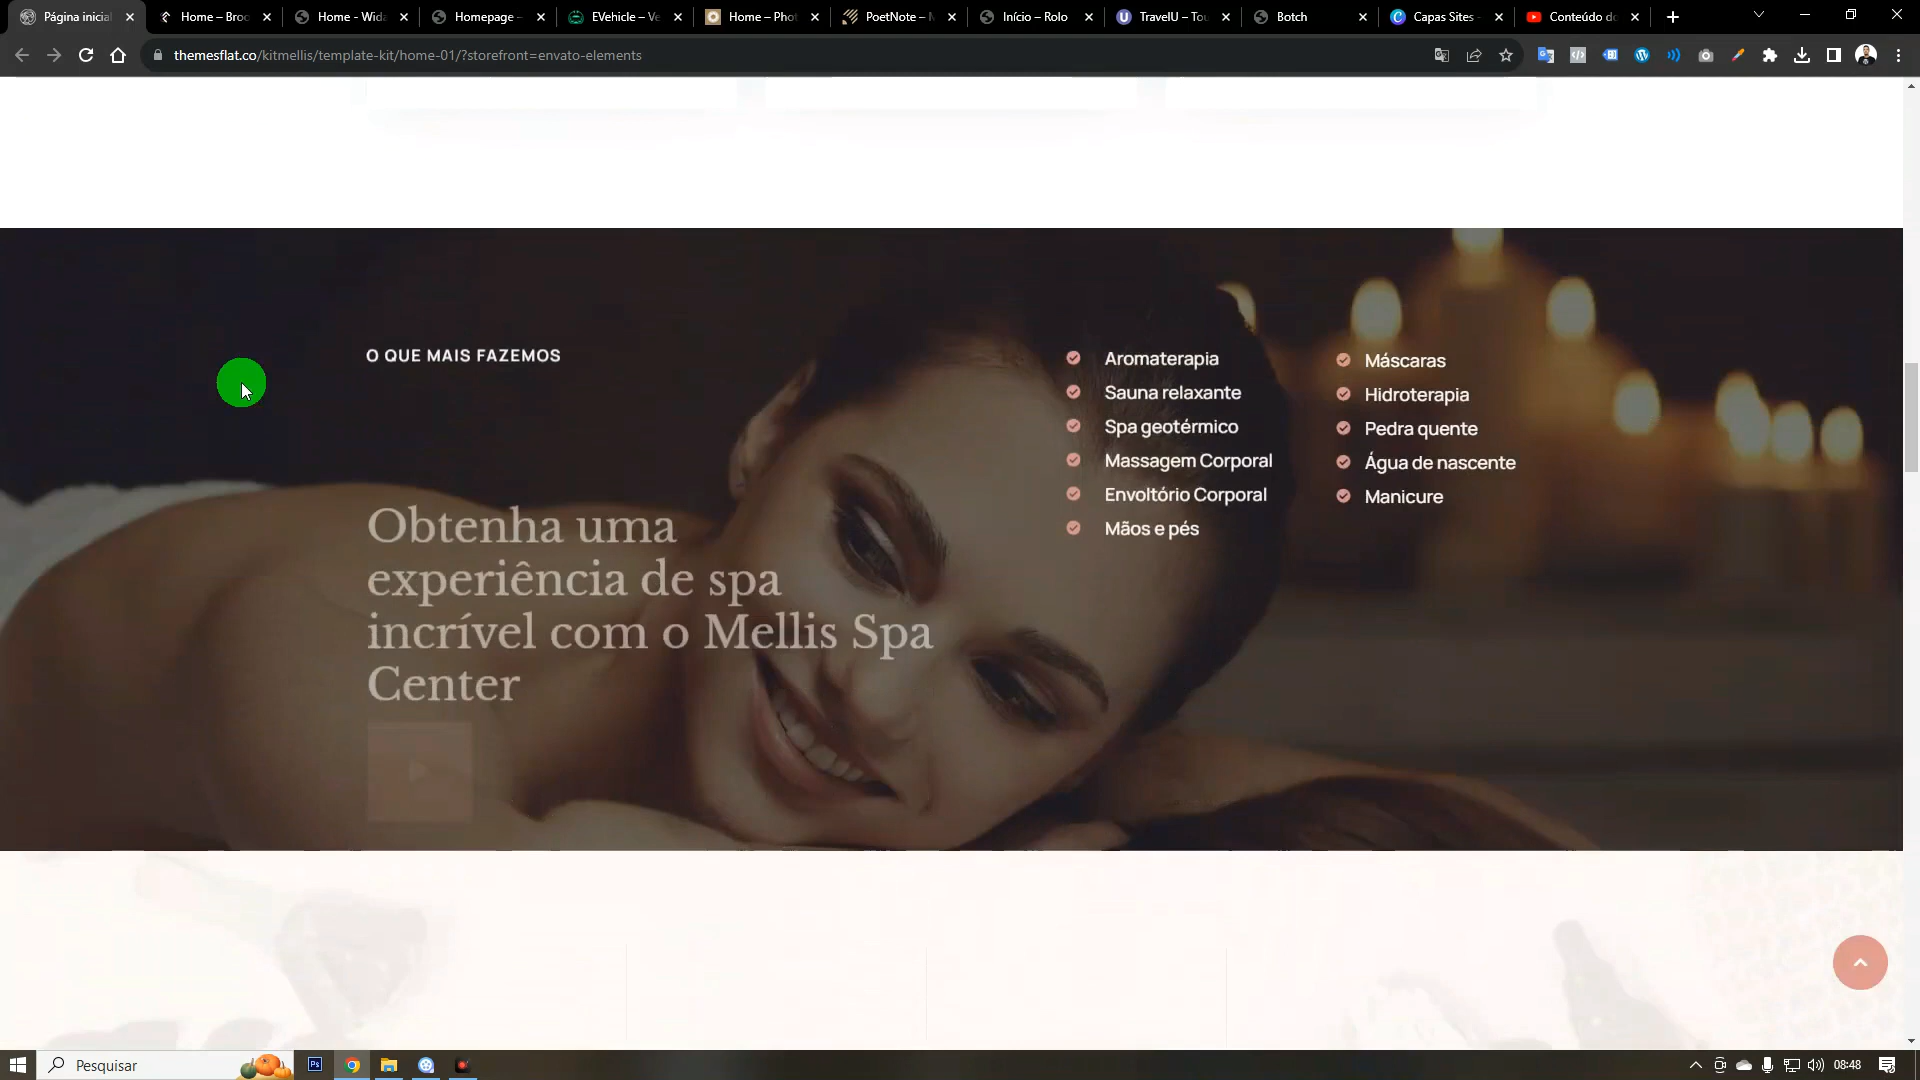 Página inicial
Home – Broc
Home - Wida
Homepage -
EVehicle – Ve
Home – Phot
PoetNote – M
Início – Rolo
TravelU – Tou
Botch
Capas Sites -
Conteúdo do
themesflat.co/kitmellis/template-kit/home-01/?storefront=envato-elements
O QUE MAIS FAZEMOS
Obtenha uma
experiência de spa
incrível com o Mellis Spa
Center
Aromaterapia
Sauna relaxante
Spa geotérmico
Massagem Corporal
Envoltório Corporal
Mãos e pés
Máscaras
Hidroterapia
Pedra quente
Água de nascente
Manicure
Pesquisar
Ps
08:48